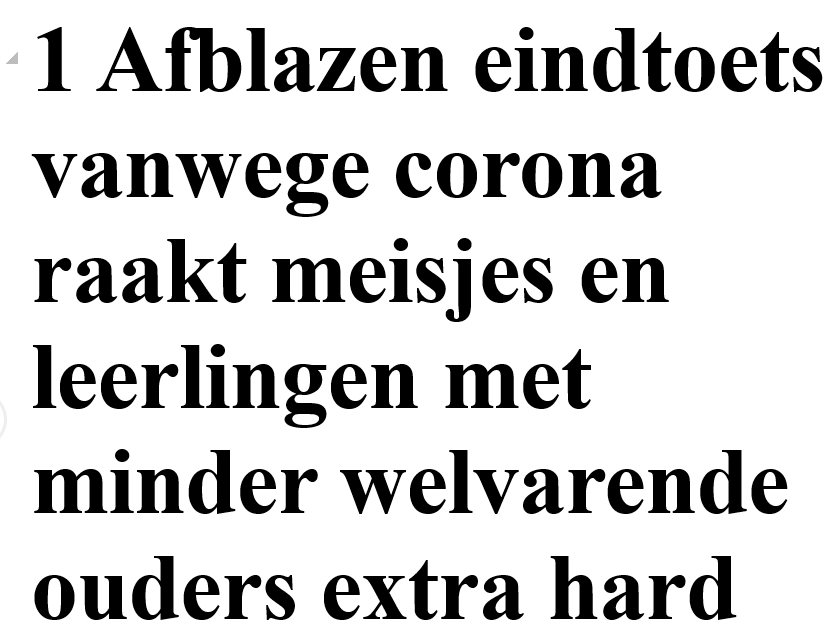 1 Afblazen eindtoets
vanwege corona
raakt meisjes en
leerlingen met
minder welvarende
ouders extra hard